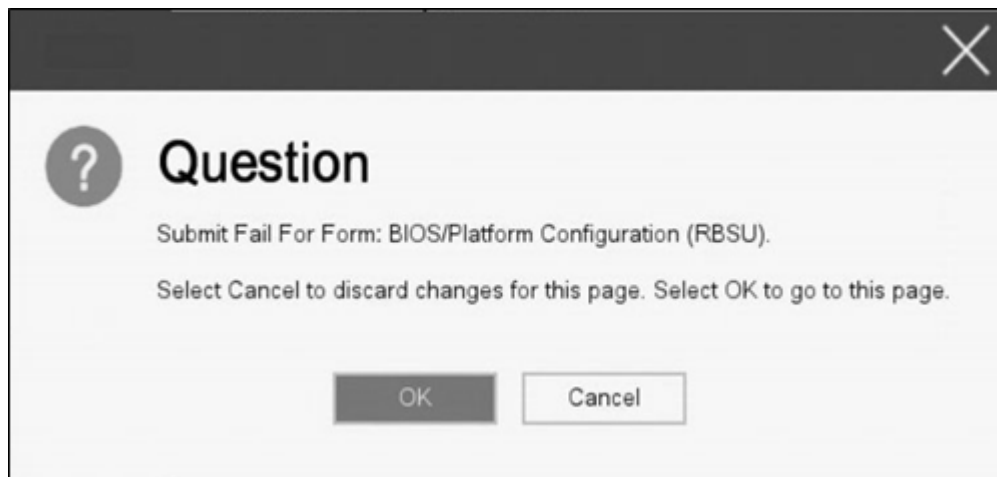 Question
Submit Fail For Form: BIOS/Platform Configuration (RBSU).
Select Cancel to discard changes for this page. Select OK to go to this page.
OK Cancel